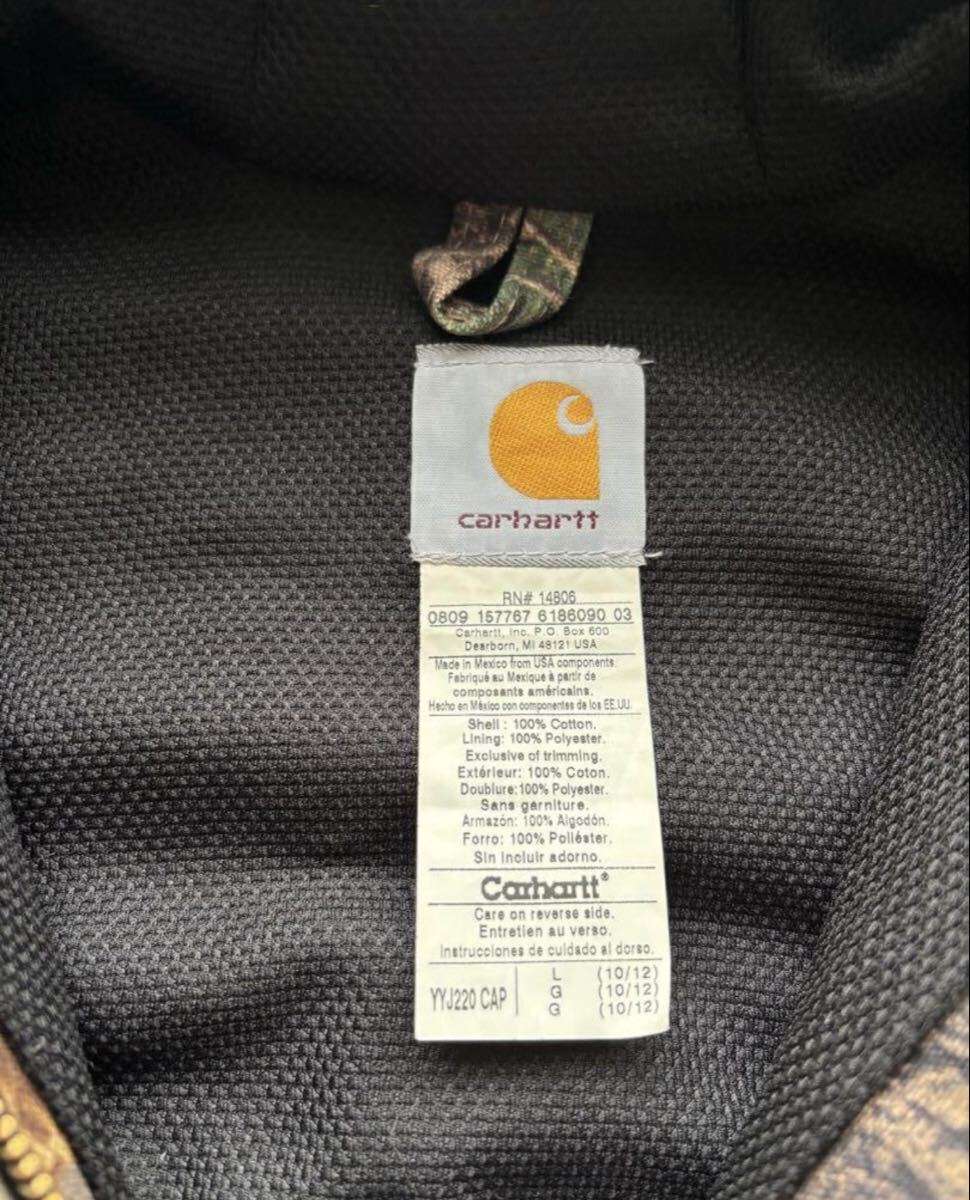 carhartt
RN# 14806
0809 157767 6186090 03
Carhartt, Inc. P.O. Box 600
Dearborn, MI 48121 USA
Made in Mexico from USA components.
Fabriqué au Mexique à partir de
composants américains.
Hecho en México con componentes de los EE.UU.
Shell : 100% Cotton.
Lining: 100% Polyester.
Exclusive of trimming.
Extérieur: 100% Coton.
Doublure:100% Polyester.
Sans garniture.
Armazón: 100% Algodón.
Forro: 100% Poliéster.
Sin incluir adorno.
Carhartt®
Care on reverse side.
Entretien au verso.
Instrucciones de cuidado al dorso.
YYJ220 CAP
L (10/12)
G (10/12)
G (10/12)